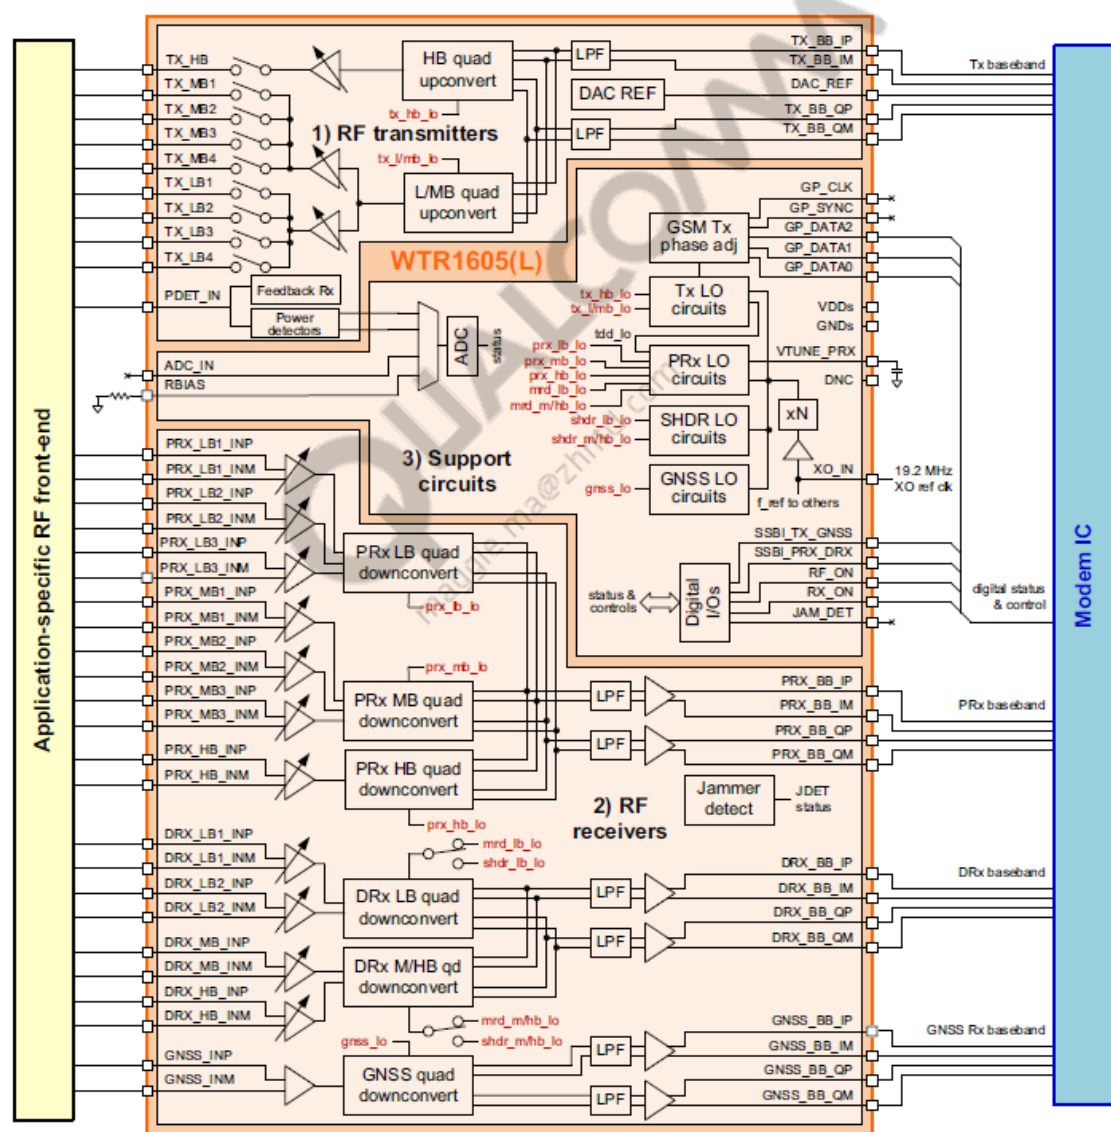 Application-specific RF front-end
TX_HB
TX_MB1
TX_MB2
TX_MB3
TX_MB4
TX_LB1
TX_LB2
TX_LB3
TX_LB4
PDET_IN
HB quad
upconvert
tx_hb_lo
1) RF transmitters
tx_l/mb_lo
L/MB quad
upconvert
LPF
DAC REF
LPF
TX_BB_IP
TX_BB_IM
DAC_REF
TX_BB_QP
TX_BB_QM
Tx baseband
WTR1605(L)
Feedback Rx
Power
detectors
ADC
status
ADC_IN
RBIAS
GSM Tx
phase adj
GP_CLK
GP_SYNC
GP_DATA2
GP_DATA1
GP_DATA0
tx_hb_lo
tx_l/mb_lo
Tx LO
circuits
VDDs
GNDs
tdd_lo
prx_lb_lo
prx_mb_lo
prx_hb_lo
mrd_lb_lo
mrd_m/hb_lo
PRx LO
circuits
VTUNE_PRX
DNC
xN
shdr_lb_lo
shdr_m/hb_lo
SHDR LO
circuits
gnss_lo
GNSS LO
circuits
XO_IN
19.2 MHz
XO ref clk
f_ref to others
3) Support
circuits
status &
controls
Digital
I/Os
SSBI_TX_GNSS
SSBI_PRX_DRX
RF_ON
RX_ON
JAM_DET
digital status
& control
Modem IC
PRX_LB1_INP
PRX_LB1_INM
PRX_LB2_INP
PRX_LB2_INM
PRX_LB3_INP
PRX_LB3_INM
PRX_MB1_INP
PRX_MB1_INM
PRX_MB2_INP
PRX_MB2_INM
PRX_MB3_INP
PRX_MB3_INM
PRX_HB_INP
PRX_HB_INM
PRx LB quad
downconvert
prx_lb_lo
prx_mb_lo
PRx MB quad
downconvert
PRx HB quad
downconvert
prx_hb_lo
LPF
LPF
PRX_BB_IP
PRX_BB_IM
PRX_BB_QP
PRX_BB_QM
PRx baseband
2) RF
receivers
Jammer
detect
JDET
status
DRX_LB1_INP
DRX_LB1_INM
DRX_LB2_INP
DRX_LB2_INM
DRX_MB_INP
DRX_MB_INM
DRX_HB_INP
DRX_HB_INM
mrd_lb_lo
shdr_lb_lo
DRx LB quad
downconvert
DRx M/HB qd
downconvert
mrd_m/hb_lo
shdr_m/hb_lo
LPF
LPF
DRX_BB_IP
DRX_BB_IM
DRX_BB_QP
DRX_BB_QM
DRx baseband
GNSS_INP
GNSS_INM
gnss_lo
GNSS quad
downconvert
LPF
LPF
GNSS_BB_IP
GNSS_BB_IM
GNSS_BB_QP
GNSS_BB_QM
GNSS Rx baseband
QUALCOMM